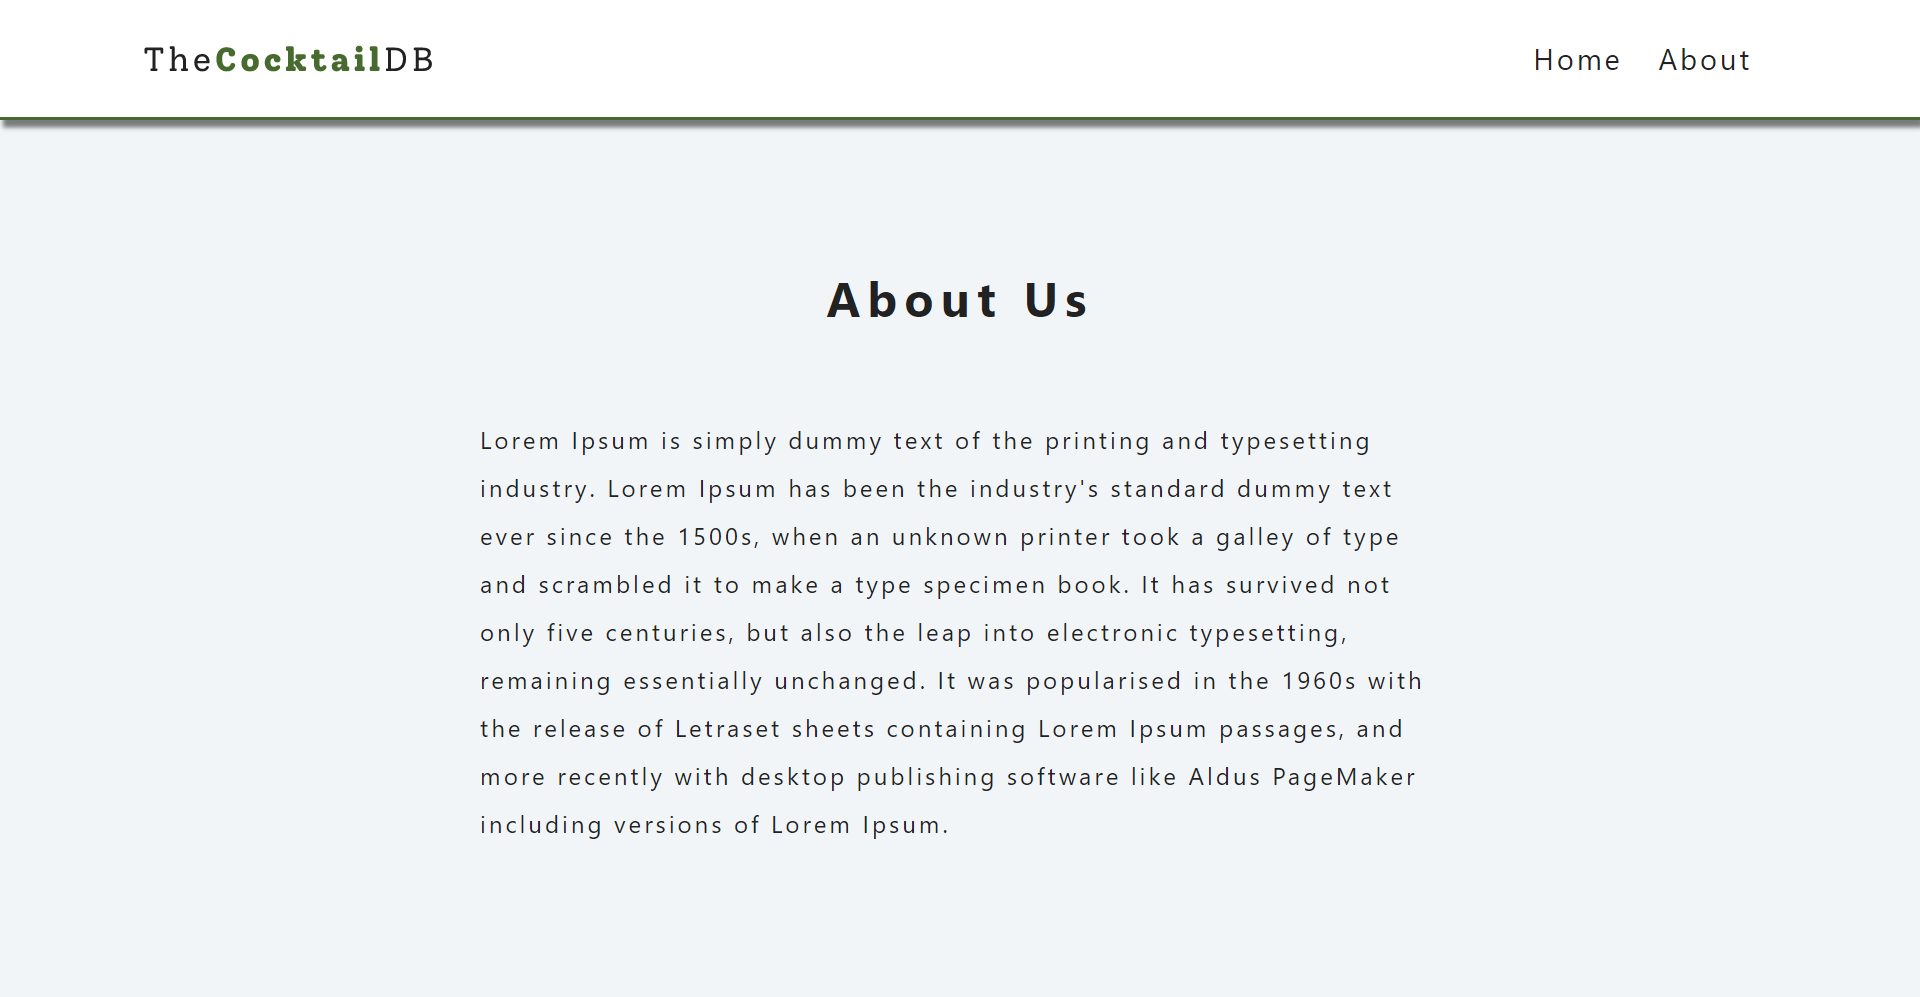 TheCocktailDB
Home About
About Us
Lorem Ipsum is simply dummy text of the printing and typesetting
industry. Lorem Ipsum has been the industry's standard dummy text
ever since the 1500s, when an unknown printer took a galley of type
and scrambled it to make a type specimen book. It has survived not
only five centuries, but also the leap into electronic typesetting,
remaining essentially unchanged. It was popularised in the 1960s with
the release of Letraset sheets containing Lorem Ipsum passages, and
more recently with desktop publishing software like Aldus PageMaker
including versions of Lorem Ipsum.